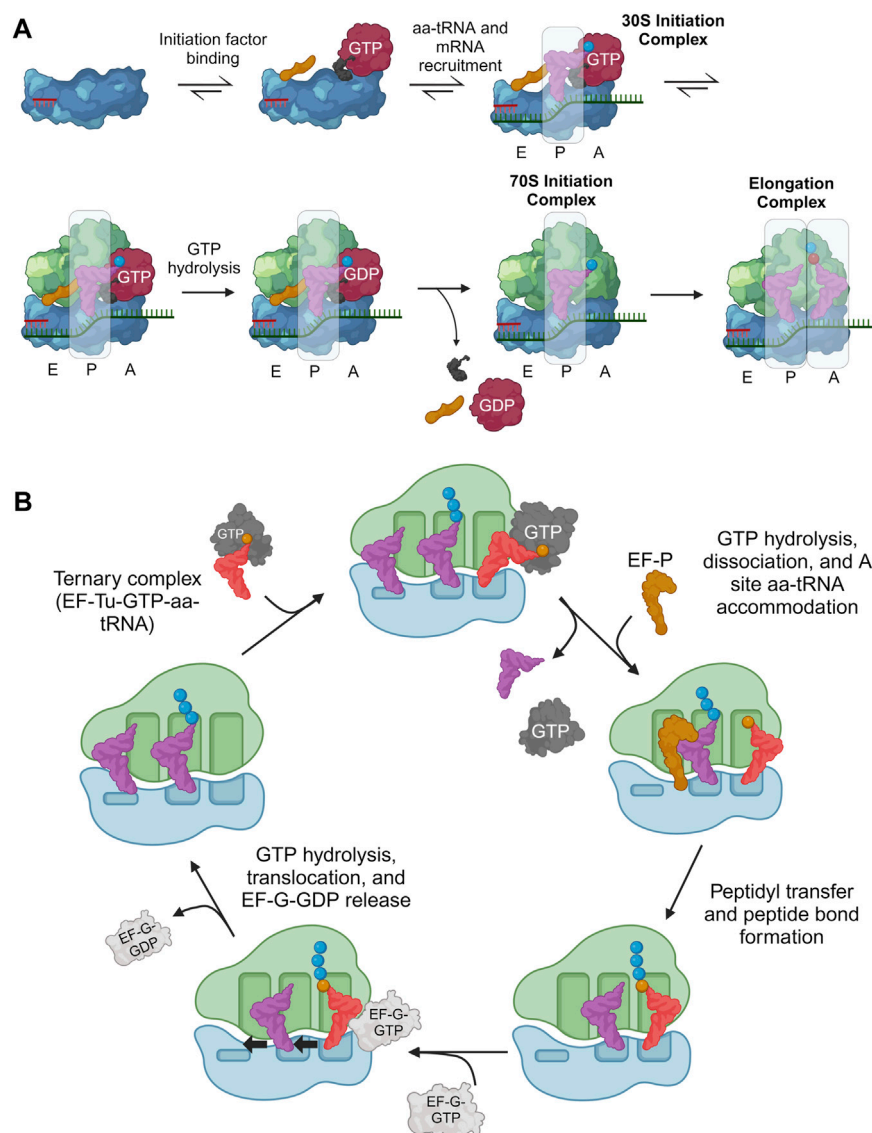 A
Initiation factor
binding
GTP
aa-tRNA and
mRNA
recruitment
GTP
30S Initiation
Complex
E P A
GTP
E P A
GTP
hydrolysis
GDP
E P A
GDP
70S Initiation
Complex
E P A
Elongation
Complex
E P A
B
Ternary complex
(EF-Tu-GTP-aa-
tRNA)
GTP
GTP
GTP
EF-P
GTP hydrolysis,
dissociation, and A
site aa-tRNA
accommodation
Peptidyl transfer
and peptide bond
formation
EF-G-
GTP
EF-G-
GTP
GTP hydrolysis,
translocation, and
EF-G-GDP release
EF-G-
GDP